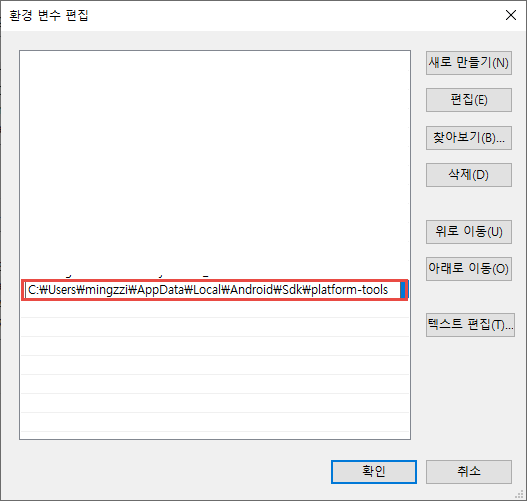 환경 변수 편집
새로 만들기(N)
편집(E)
찾아보기(B)...
삭제(D)
위로 이동(U)
C:₩Users₩mingzzi₩AppData₩Local₩Android₩Sdk₩platform-tools
아래로 이동(O)
텍스트 편집(T)...
확인
취소